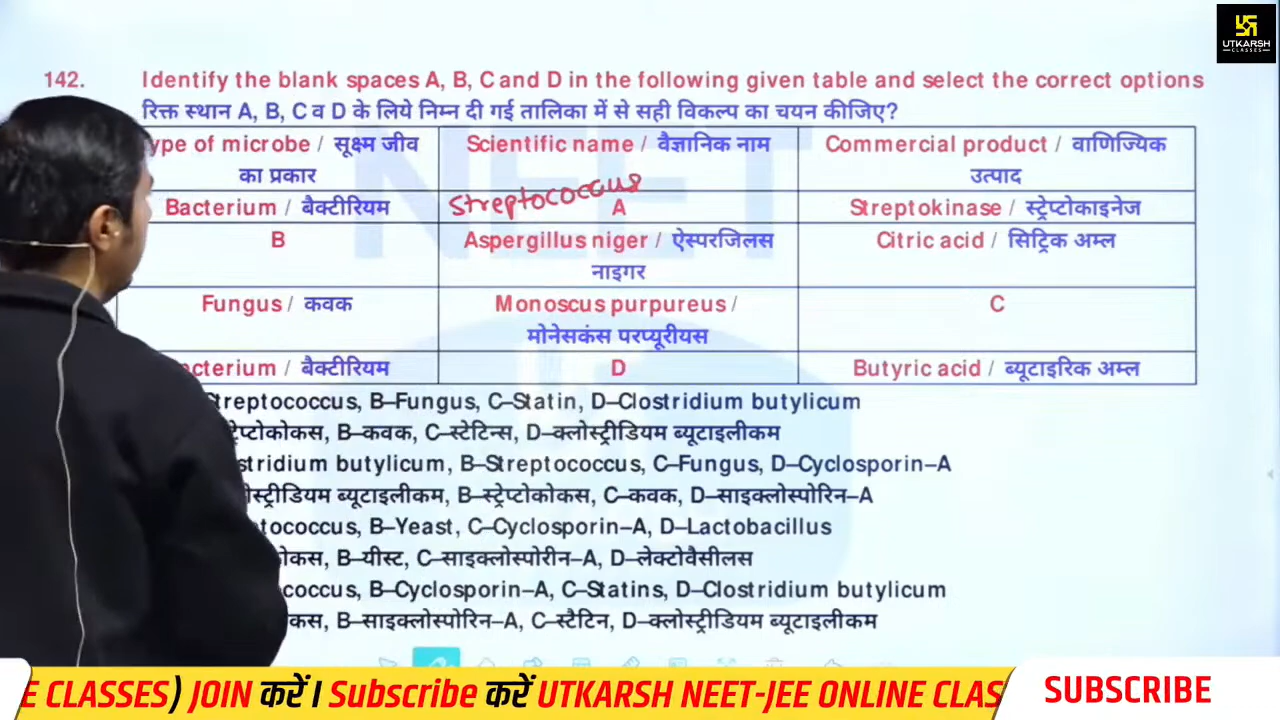 UTKARSH
CLASSES
142. Identify the blank spaces A, B, C and D in the following given table and select the correct options
रिक्त स्थान A, B, C व D के लिये निम्न दी गई तालिका में से सही विकल्प का चयन कीजिए?
ype of microbe / सूक्ष्म जीव का प्रकार
Scientific name / वैज्ञानिक नाम
Commercial product / वाणिज्यिक उत्पाद
Bacterium / बैक्टीरियम
Streptococcus
A
Streptokinase / स्ट्रेप्टोकाइनेज
B
Aspergillus niger / ऐस्परजिलस
नाइगर
Citric acid / सिट्रिक अम्ल
Fungus / कवक
Monoscus purpureus /
मोनेसकंस परप्यूरीयस
C
cterium / बैक्टीरियम
D
Butyric acid / ब्यूटाइरिक अम्ल
Streptococcus, B–Fungus, C–Statin, D–Clostridium butylicum
ट्रेप्टोकोकस, B–कवक, C–स्टेटिन्स, D–क्लोस्ट्रीडियम ब्यूटाइलीकम
stridium butylicum, B–Streptococcus, C–Fungus, D–Cyclosporin–A
स्ट्रीडियम ब्यूटाइलीकम, B–स्ट्रेप्टोकोकस, C–कवक, D–साइक्लोस्पोरिन–A
tococcus, B–Yeast, C–Cyclosporin–A, D–Lactobacillus
कोकस, B–यीस्ट, C–साइक्लोस्पोरीन–A, D–लेक्टोवैसीलस
coccus, B–Cyclosporin–A, C–Statins, D–Clostridium butylicum
कस, B–साइक्लोस्पोरिन–A, C–स्टैटिन, D–क्लोस्ट्रीडियम ब्यूटाइलीकम
E CLASSES) JOIN करें I Subscribe करें UTKARSH NEET-JEE ONLINE CLAS
SUBSCRIBE